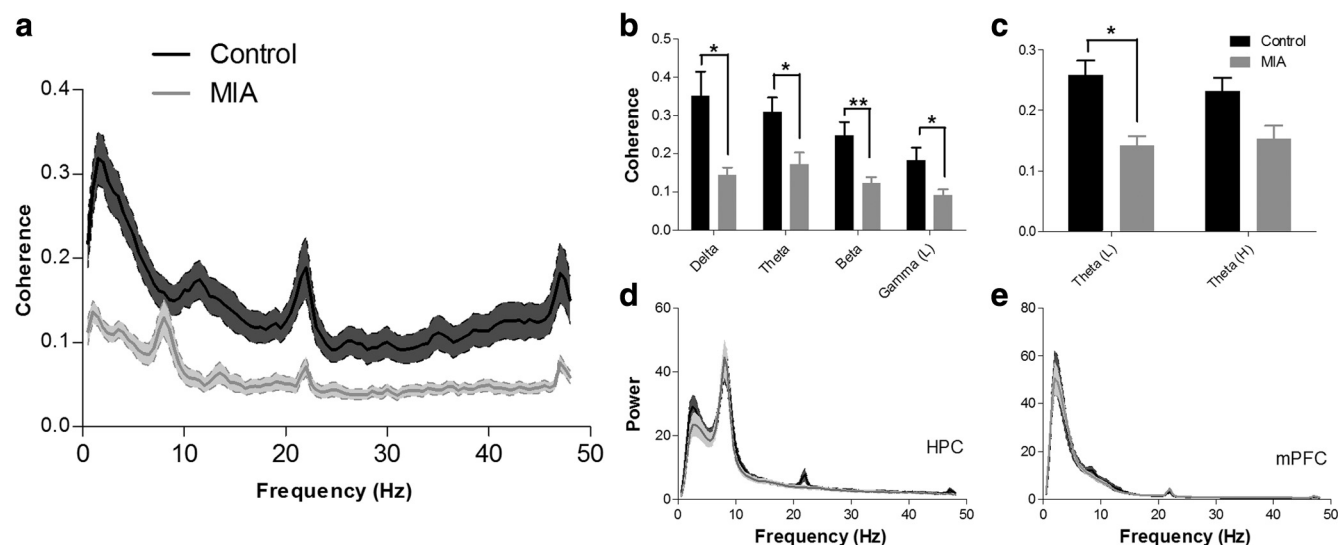 a
Control
MIA
0.4
0.3
0.2
0.1
0.0
Coherence
0
10
20
30
40
50
Frequency (Hz)
b
0.5
0.4
0.3
0.2
0.1
0.0
Coherence
*
*
**
*
Delta
Theta
Beta
Gamma (L)
c
Control
MIA
0.3
0.2
0.1
0.0
*
Theta (L)
Theta (H)
d
60
40
20
0
Power
HPC
0
10
20
30
40
50
Frequency (Hz)
e
80
60
40
20
0
mPFC
0
10
20
30
40
50
Frequency (Hz)